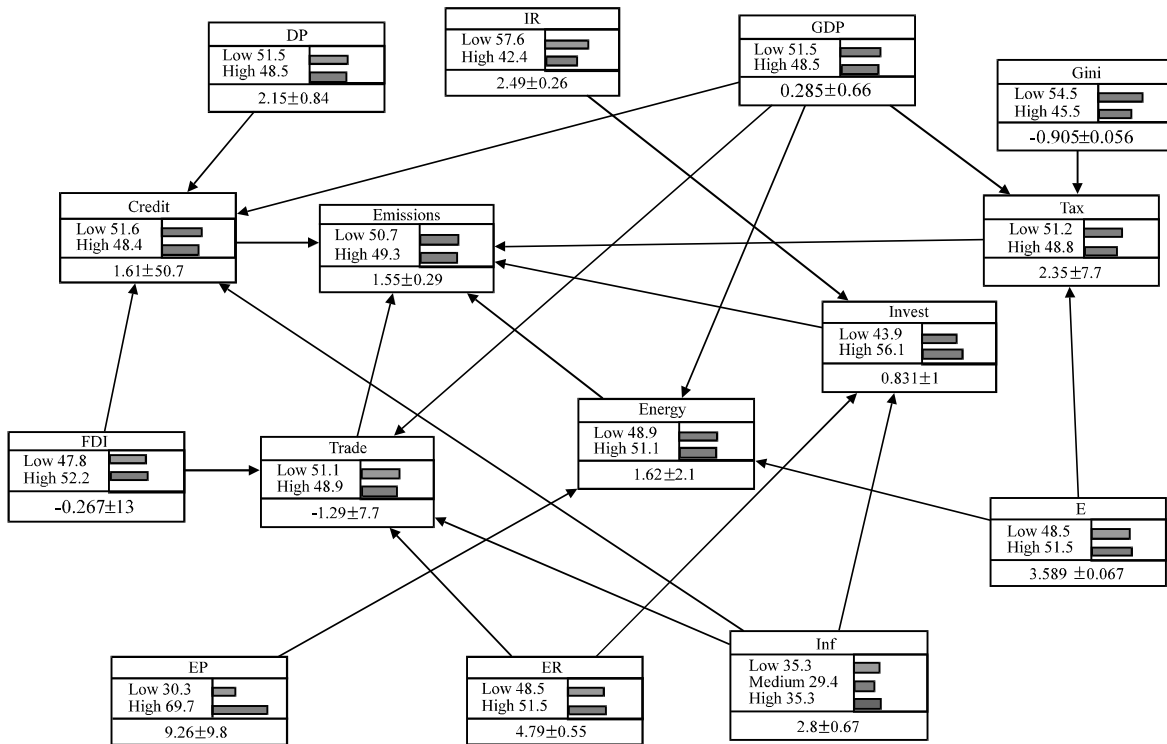 DP
Low 51.5
High 48.5
2.15±0.84
IR
Low 57.6
High 42.4
2.49±0.26
GDP
Low 51.5
High 48.5
0.285±0.66
Gini
Low 54.5
High 45.5
-0.905±0.056
Credit
Low 51.6
High 48.4
1.61±50.7
Emissions
Low 50.7
High 49.3
1.55±0.29
Tax
Low 51.2
High 48.8
2.35±7.7
Invest
Low 43.9
High 56.1
0.831±1
FDI
Low 47.8
High 52.2
-0.267±13
Trade
Low 51.1
High 48.9
-1.29±7.7
Energy
Low 48.9
High 51.1
1.62±2.1
E
Low 48.5
High 51.5
3.589 ±0.067
EP
Low 30.3
High 69.7
9.26±9.8
ER
Low 48.5
High 51.5
4.79±0.55
Inf
Low 35.3
Medium 29.4
High 35.3
2.8±0.67